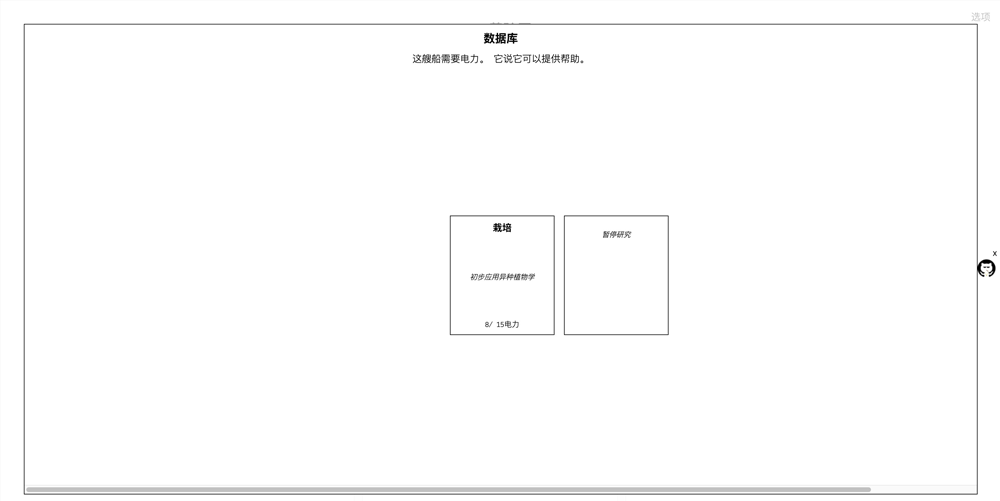 选项
数据库
这艘船需要电力。 它说它可以提供帮助。
栽培
初步应用异种植物学
8/ 15电力
暂停研究
x